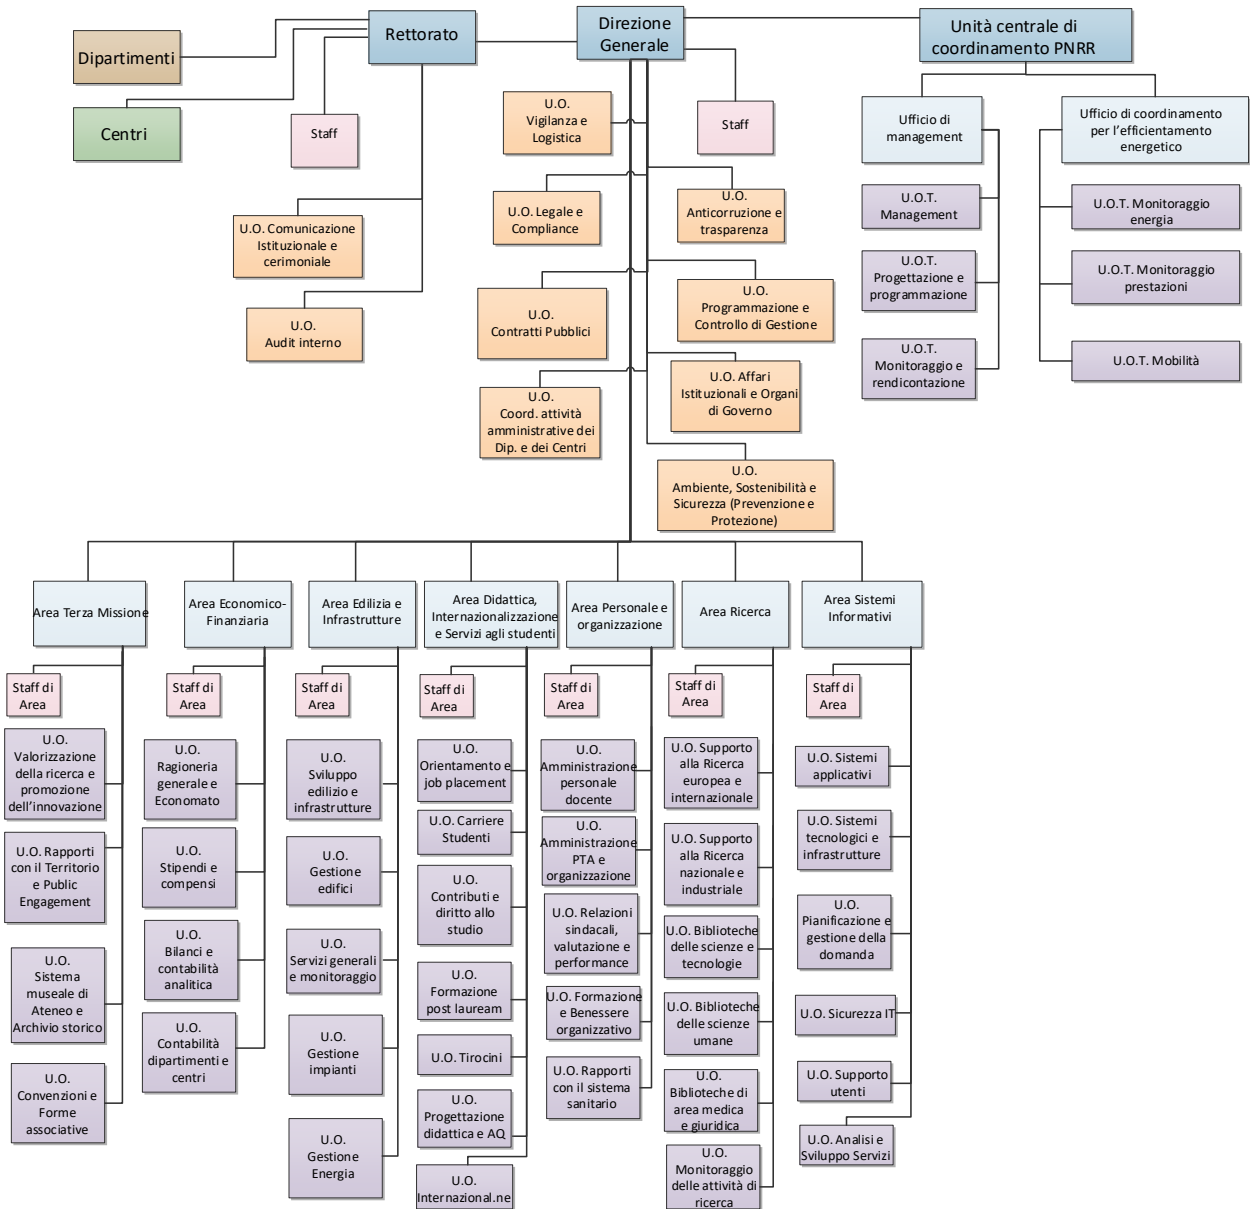 Rettorato
Direzione
Generale
Unità centrale di
coordinamento PNRR
Dipartimenti
Centri
Staff
Staff
U.O.
Vigilanza e
Logistica
U.O. Legale e
Compliance
U.O.
Anticorruzione e
trasparenza
U.O. Comunicazione
Istituzionale e
cerimoniale
U.O.
Audit interno
U.O.
Contratti Pubblici
U.O.
Programmazione e
Controllo di Gestione
U.O. Affari
Istituzionali e Organi
di Governo
U.O.
Coord. attività
amministrative dei
Dip. e dei Centri
U.O.
Ambiente, Sostenibilità e
Sicurezza (Prevenzione e
Protezione)
Ufficio di
management
U.O.T.
Management
U.O.T.
Progettazione e
programmazione
U.O.T.
Monitoraggio e
rendicontazione
Ufficio di coordinamento
per l'efficientamento
energetico
U.O.T. Monitoraggio
energia
U.O.T. Monitoraggio
prestazioni
U.O.T. Mobilità
Area Terza Missione
Staff di
Area
U.O.
Valorizzazione
della ricerca e
promozione
dell'innovazione
U.O. Rapporti
con il Territorio
e Public
Engagement
U.O.
Sistema
museale di
Ateneo e
Archivio storico
U.O.
Convenzioni e
Forme
associative
Area Economico-
Finanziaria
Staff di
Area
U.O.
Ragioneria
generale e
Economato
U.O.
Stipendi e
compensi
U.O.
Bilanci e
contabilità
analitica
U.O.
Contabilità
dipartimenti e
centri
Area Edilizia e
Infrastrutture
Staff di
Area
U.O.
Sviluppo
edilizio e
infrastrutture
U.O.
Gestione
edifici
U.O.
Servizi generali
e monitoraggio
U.O.
Gestione
impianti
U.O.
Gestione
Energia
Area Didattica,
Internazionalizzazione
e Servizi agli studenti
Staff di
Area
U.O.
Orientamento e
job placement
U.O. Carriere
Studenti
U.O.
Contributi e
diritto allo
studio
U.O.
Formazione
post lauream
U.O. Tirocini
U.O.
Progettazione
didattica e AQ
U.O.
Internazional.ne
Area Personale e
organizzazione
Staff di
Area
U.O.
Amministrazione
personale
docente
U.O.
Amministrazione
PTA e
organizzazione
U.O. Relazioni
sindacali,
valutazione e
performance
U.O. Formazione
e Benessere
organizzativo
U.O. Rapporti
con il sistema
sanitario
Area Ricerca
Staff di
Area
U.O. Supporto
alla Ricerca
europea e
internazionale
U.O. Supporto
alla Ricerca
nazionale e
industriale
U.O. Biblioteche
delle scienze e
tecnologie
U.O. Biblioteche
delle scienze
umane
U.O.
Biblioteche di
area medica
e giuridica
U.O.
Monitoraggio
delle attività di
ricerca
Area Sistemi
Informativi
Staff di
Area
U.O. Sistemi
applicativi
U.O. Sistemi
tecnologici e
infrastrutture
U.O.
Pianificazione e
gestione della
domanda
U.O. Sicurezza IT
U.O. Supporto
utenti
U.O. Analisi e
Sviluppo Servizi